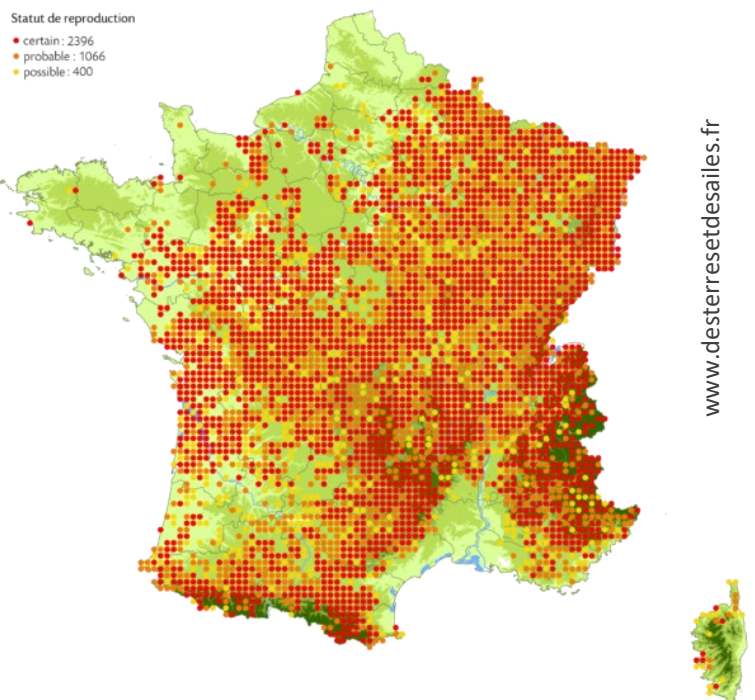 Statut de reproduction
certain : 2396
probable : 1066
possible : 400
www.desterresetdesailes.fr